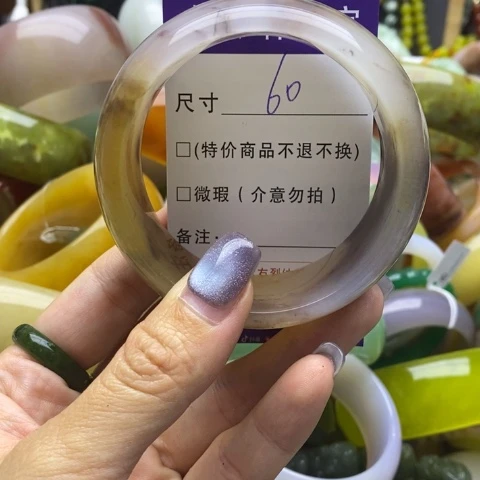 尺寸 60
□(特价商品不退不换)
□微瑕（介意勿拍）
备注: